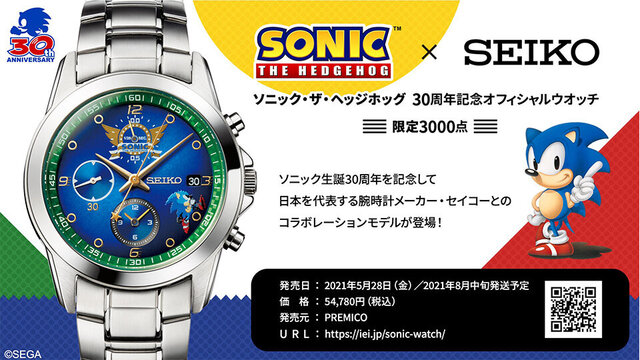 30th
ANNIVERSARY
SONIC™
THE HEDGEHOG
×
SEIKO
ソニック・ザ・ヘッジホッグ 30周年記念オフィシャルウオッチ
限定3000点
ソニック生誕30周年を記念して
日本を代表する腕時計メーカー・セイコーとの
コラボレーションモデルが登場！
発売日 ： 2021年5月28日（金）／2021年8月中旬発送予定
価　格 ： 54,780円（税込）
発売元 ： PREMICO
U R L ： https://iei.jp/sonic-watch/
SONIC
SEIKO
30
30
©SEGA